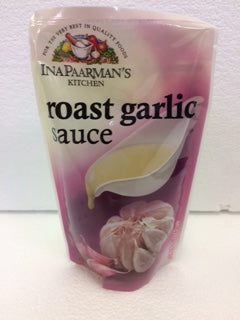 FOR THE VERY BEST IN QUALITY FOODS
INA PAARMAN'S
KITCHEN
roast garlic
sauce